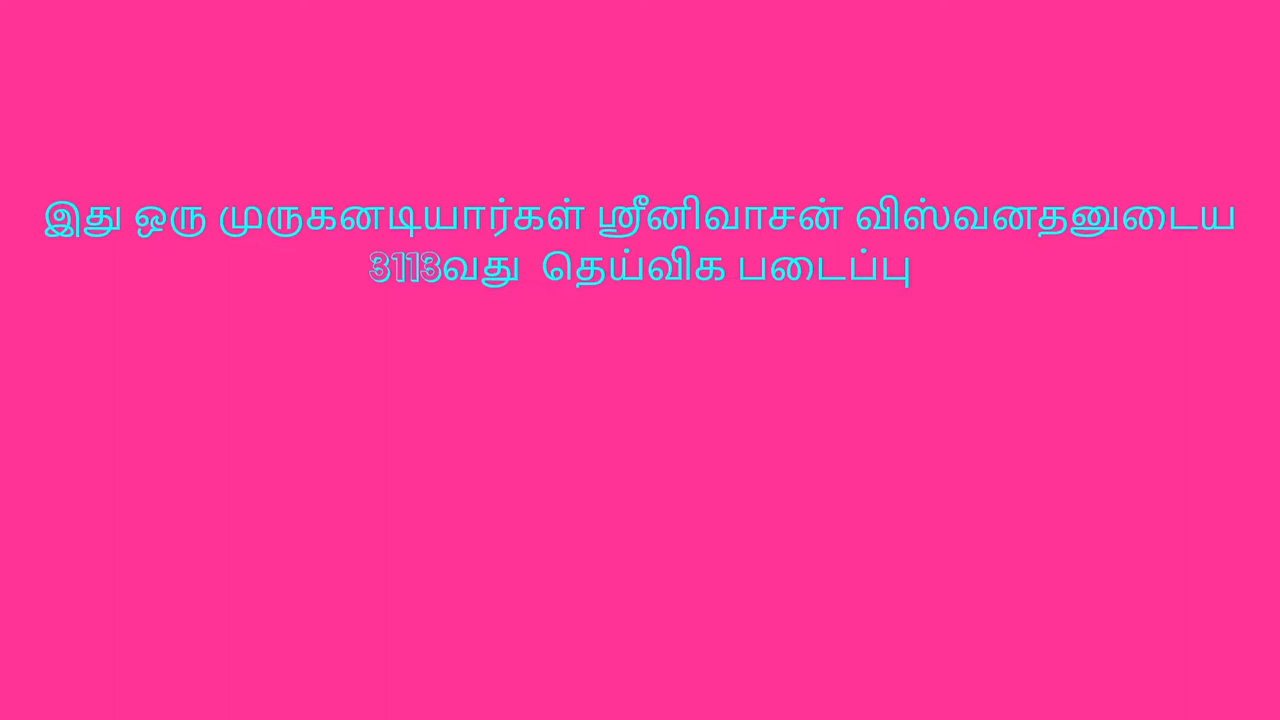 இது ஒரு முருகனடியார்கள் ஸ்ரீனிவாசன் விஸ்வனதனுடைய
3113வது தெய்விக படைப்பு